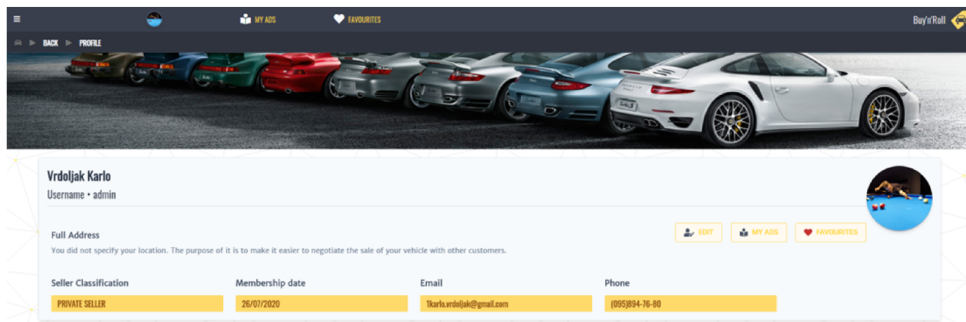 MY ADS
FAVOURITES
Buy'n'Roll
BACK
PROFILE
Vrdoljak Karlo
Username • admin
Full Address
You did not specify your location. The purpose of it is to make it easier to negotiate the sale of your vehicle with other customers.
EDIT
MY ADS
FAVOURITES
Seller Classification
Membership date
Email
Phone
PRIVATE SELLER
26/07/2020
1karlo.vrdoljak@gmail.com
(095)894-76-80